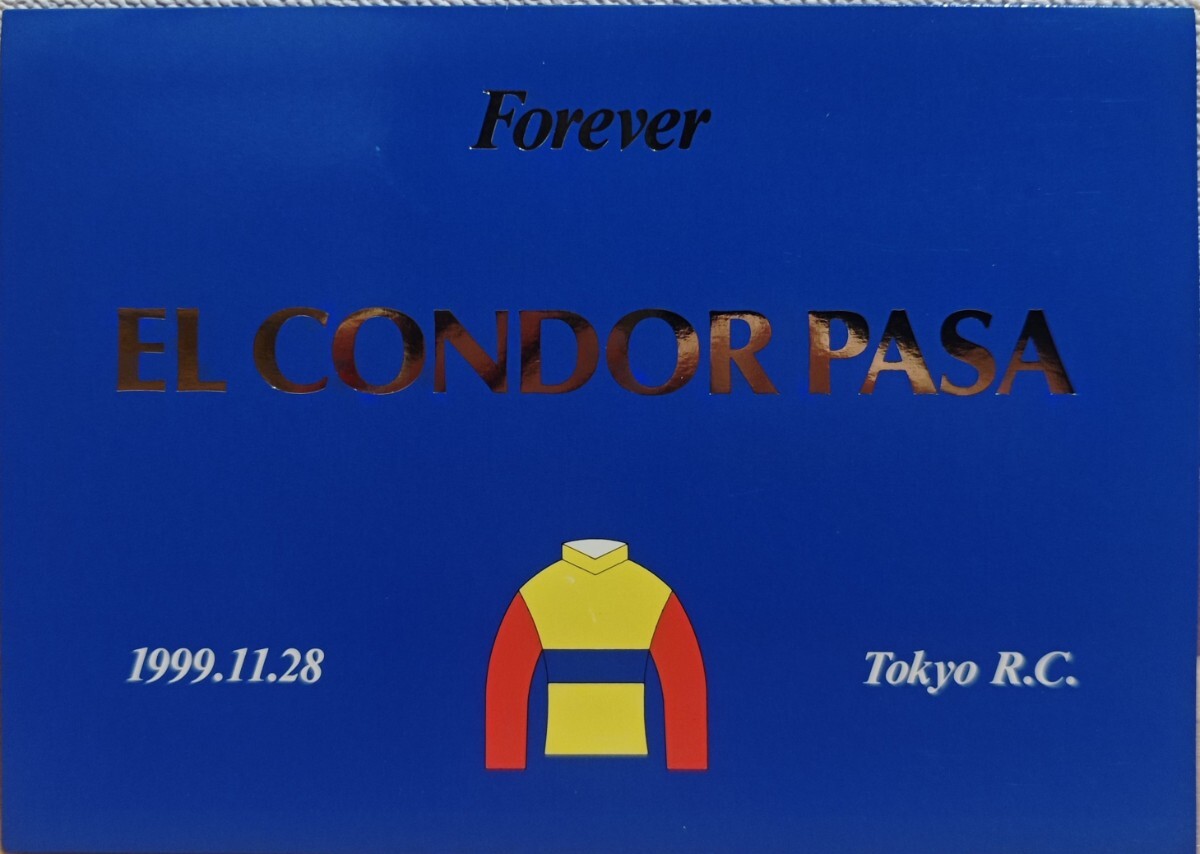 Forever
EL CONDOR PASA
1999.11.28
Tokyo R.C.